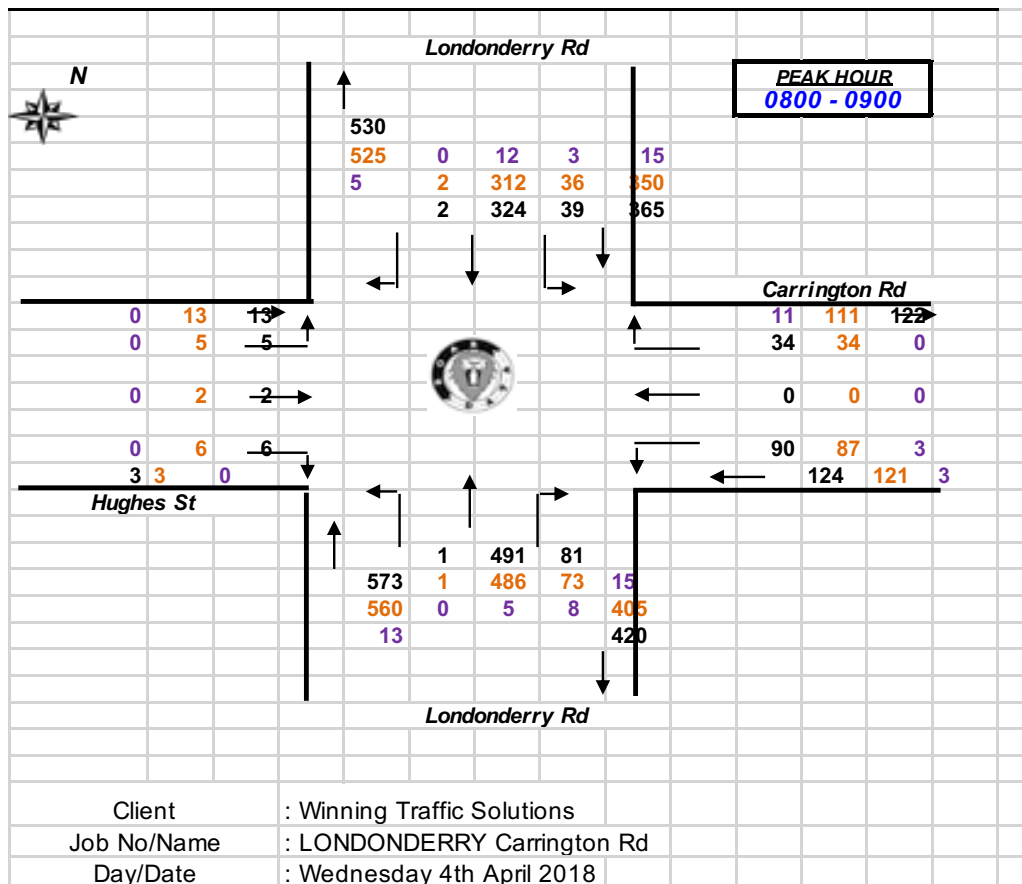 Londonderry Rd
N
PEAK HOUR
0800 - 0900
530
525 0 12 3 15
5 2 312 36 350
2 324 39 365
Carrington Rd
0 13 13 11 111 122
0 5 5 34 34 0
0 2 2 0 0 0
0 6 6 90 87 3
3 3 0 124 121 3
Hughes St
1 491 81
573 1 486 73 15
560 0 5 8 405
13 420
Londonderry Rd
Client : Winning Traffic Solutions
Job No/Name : LONDONDERRY Carrington Rd
Day/Date : Wednesday 4th April 2018